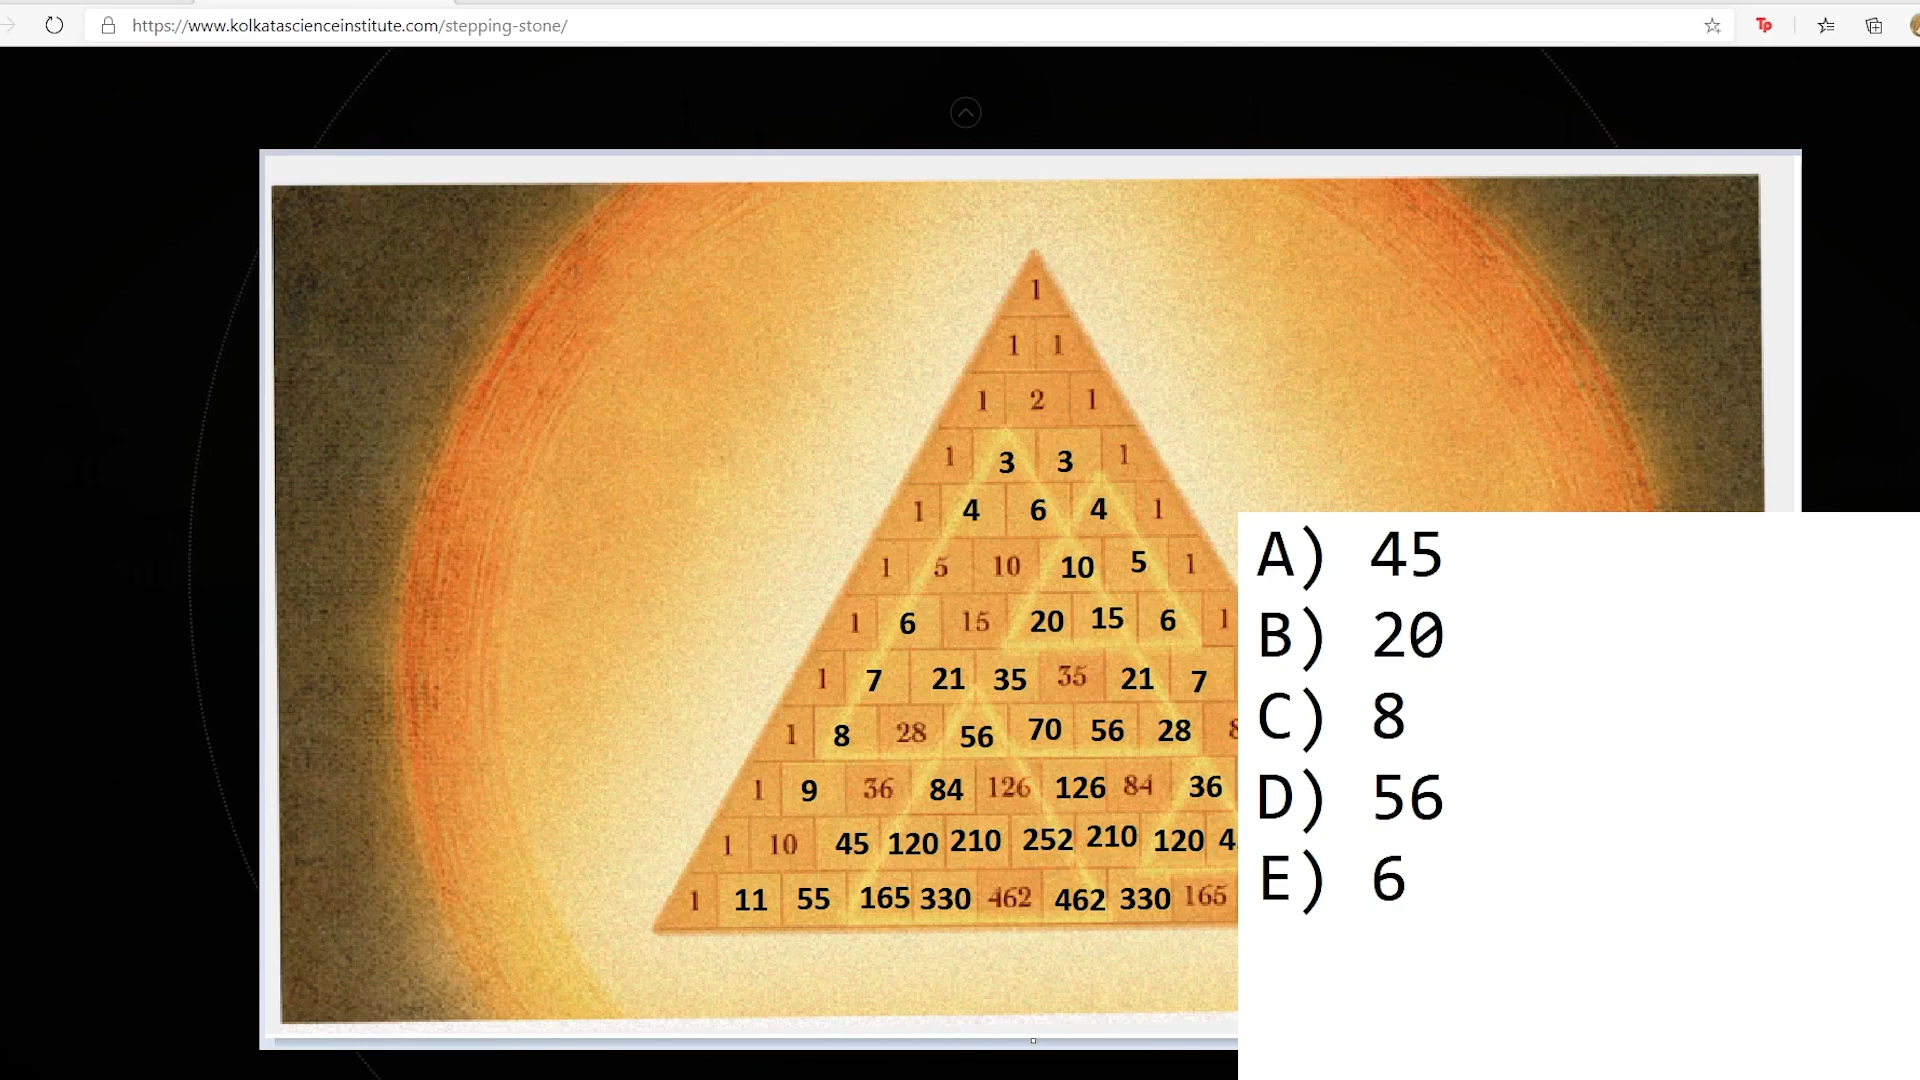 https://www.kolkatascienceinstitute.com/stepping-stone/
Tp
1
1 1
1 2 1
1 3 3 1
1 4 6 4 1
1 5 10 10 5 1
1 6 15 20 15 6 1
1 7 21 35 35 21 7
1 8 28 56 70 56 28 8
1 9 36 84 126 126 84 36
1 10 45 120 210 252 210 120 4
1 11 55 165 330 462 462 330 165
A) 45
B) 20
C) 8
D) 56
E) 6